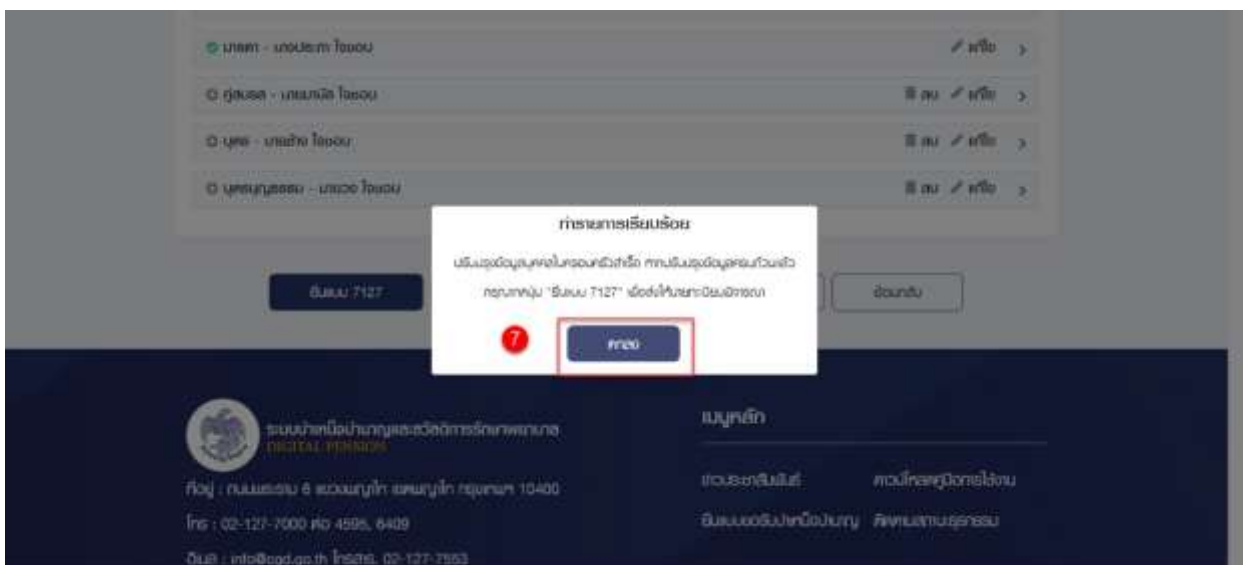 มารดา - นางประภา ใจชอบ แก้ไข
คู่สมรส - นายมานัส ใจชอบ ลบ แก้ไข
บุตร - นายช้าง ใจชอบ ลบ แก้ไข
บุตรบุญธรรม - นายวอ ใจชอบ ลบ แก้ไข
ทำรายการเรียบร้อย
ปรับปรุงข้อมูลบุคคลในครอบครัวสำเร็จ หากปรับปรุงข้อมูลครบถ้วนแล้ว
กรุณากดปุ่ม "ยื่นแบบ 7127" เพื่อส่งให้นายทะเบียนพิจารณา
ยื่นแบบ 7127
ย้อนกลับ
7
ตกลง
ระบบบำเหน็จบำนาญและสวัสดิการรักษาพยาบาล
DIGITAL PENSION
ที่อยู่ : ถนนพระราม 6 แขวงพญาไท เขตพญาไท กรุงเทพฯ 10400
โทร : 02-127-7000 ต่อ 4595, 6409
อีเมล : info@cgd.go.th โทรสาร. 02-127-7553
เมนูหลัก
ข่าวประชาสัมพันธ์ ดาวน์โหลดคู่มือการใช้งาน
ยื่นแบบขอรับบำเหน็จบำนาญ ติดตามสถานะธุรกรรม